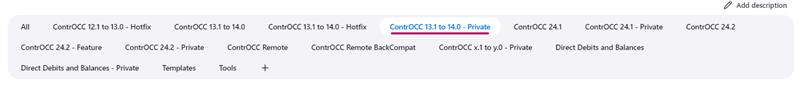 Add description
All ControCC 12.1 to 13.0 - Hotfix ControCC 13.1 to 14.0 ControCC 13.1 to 14.0 - Hotfix ControCC 13.1 to 14.0 - Private ControCC 24.1 ControCC 24.1 - Private ControCC 24.2
ControCC 24.2 - Feature ControCC 24.2 - Private ControCC Remote ControCC Remote BackCompat ControCC x.1 to y.0 - Private Direct Debits and Balances
Direct Debits and Balances - Private Templates Tools +